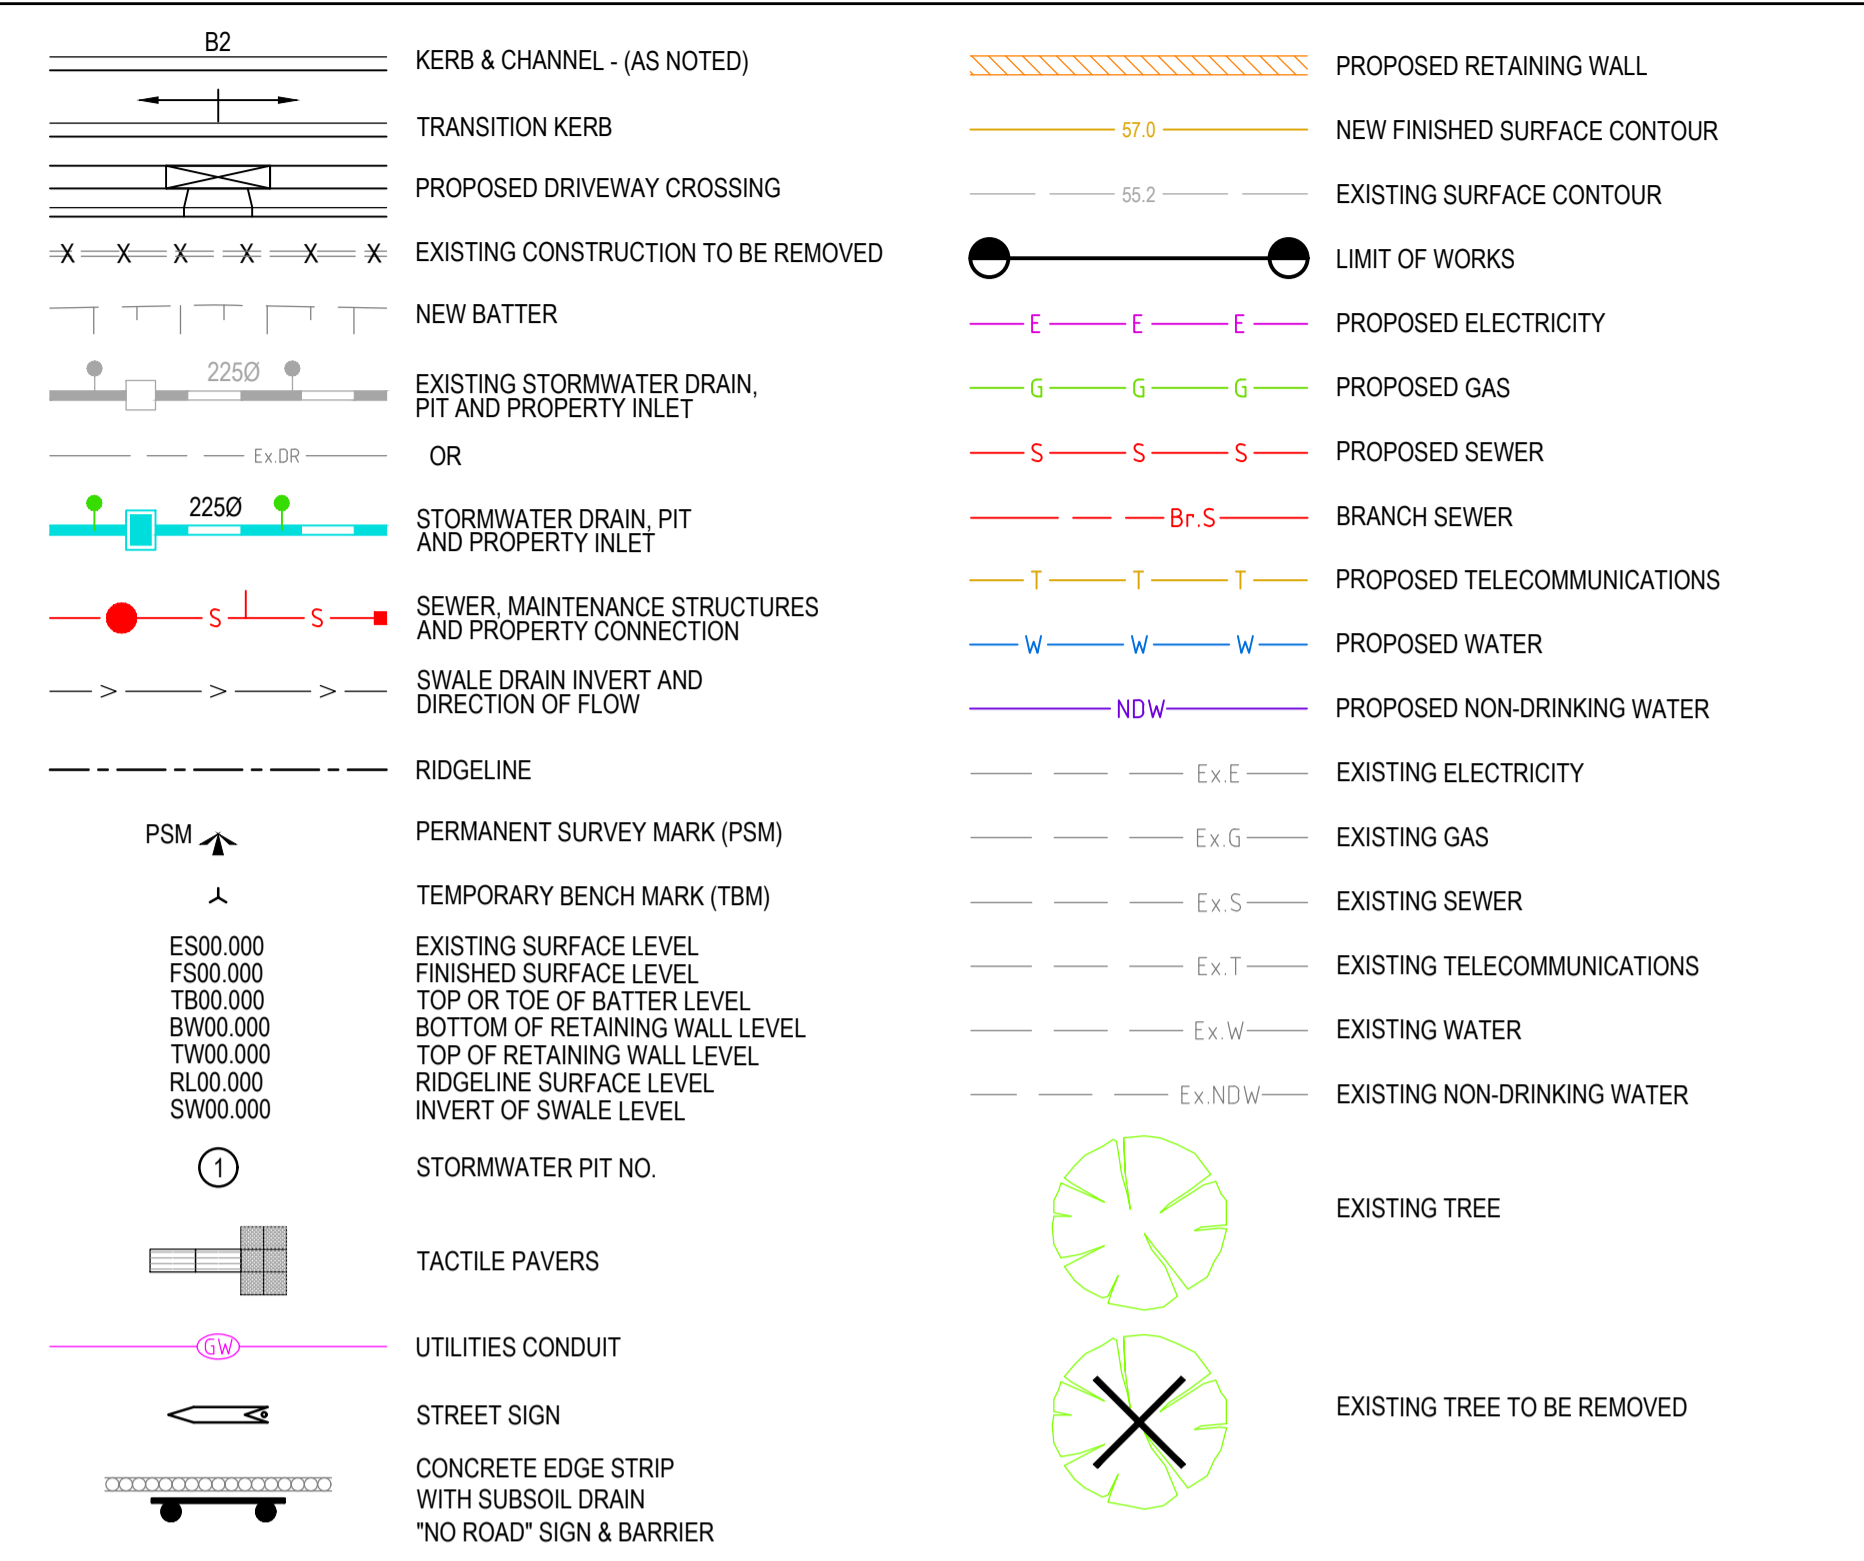 B2
KERB & CHANNEL - (AS NOTED)
TRANSITION KERB
PROPOSED DRIVEWAY CROSSING
X X X X X X
EXISTING CONSTRUCTION TO BE REMOVED
NEW BATTER
225Ø
EXISTING STORMWATER DRAIN,
PIT AND PROPERTY INLET
Ex.DR
OR
225Ø
STORMWATER DRAIN, PIT
AND PROPERTY INLET
S S
SEWER, MAINTENANCE STRUCTURES
AND PROPERTY CONNECTION
> > >
SWALE DRAIN INVERT AND
DIRECTION OF FLOW
RIDGELINE
PSM
PERMANENT SURVEY MARK (PSM)
TEMPORARY BENCH MARK (TBM)
ES00.000 EXISTING SURFACE LEVEL
FS00.000 FINISHED SURFACE LEVEL
TB00.000 TOP OR TOE OF BATTER LEVEL
BW00.000 BOTTOM OF RETAINING WALL LEVEL
TW00.000 TOP OF RETAINING WALL LEVEL
RL00.000 RIDGELINE SURFACE LEVEL
SW00.000 INVERT OF SWALE LEVEL
1
STORMWATER PIT NO.
TACTILE PAVERS
GW
UTILITIES CONDUIT
STREET SIGN
CONCRETE EDGE STRIP
WITH SUBSOIL DRAIN
"NO ROAD" SIGN & BARRIER
PROPOSED RETAINING WALL
57.0
NEW FINISHED SURFACE CONTOUR
55.2
EXISTING SURFACE CONTOUR
LIMIT OF WORKS
E E E
PROPOSED ELECTRICITY
G G G
PROPOSED GAS
S S S
PROPOSED SEWER
Br.S
BRANCH SEWER
T T T
PROPOSED TELECOMMUNICATIONS
W W W
PROPOSED WATER
NDW
PROPOSED NON-DRINKING WATER
Ex.E
EXISTING ELECTRICITY
Ex.G
EXISTING GAS
Ex.S
EXISTING SEWER
Ex.T
EXISTING TELECOMMUNICATIONS
Ex.W
EXISTING WATER
Ex.NDW
EXISTING NON-DRINKING WATER
EXISTING TREE
EXISTING TREE TO BE REMOVED